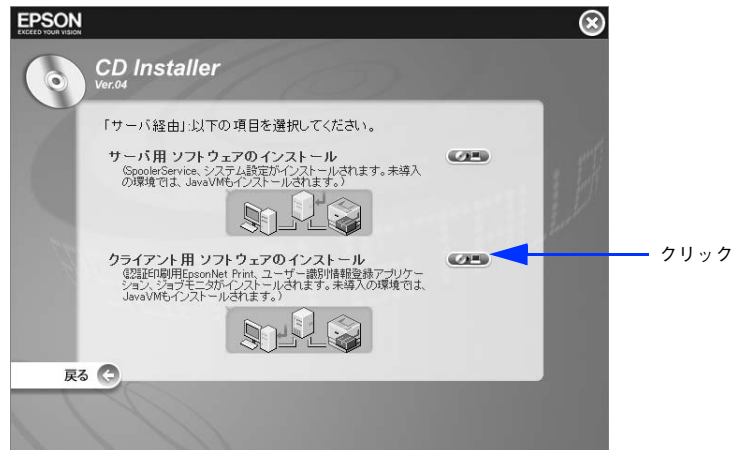 EPSON
EXCEED YOUR VISION
CD Installer
Ver.04
「サーバ経由」:以下の項目を選択してください。
サーバ用 ソフトウェアのインストール
(SpoolerService、システム設定がインストールされます。未導入
の環境では、JavaVMもインストールされます。)
クライアント用 ソフトウェアのインストール
(認証印刷用EpsonNet Print、ユーザー識別情報登録アプリケー
ション、ジョブモニタがインストールされます。未導入の環境では、
JavaVMもインストールされます。)
クリック
戻る